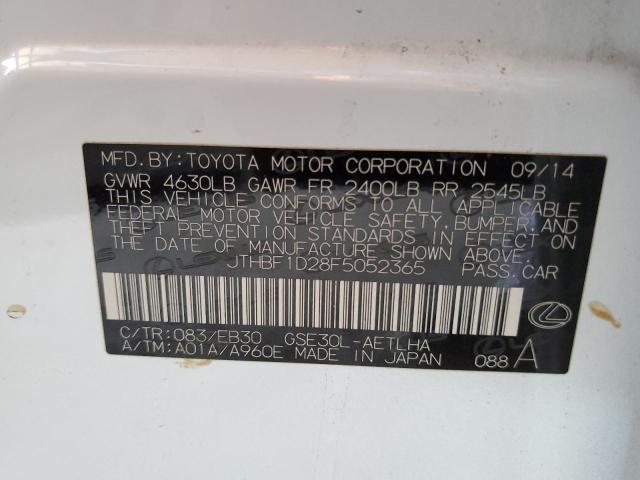 MFD.BY:TOYOTA MOTOR CORPORATION 09/14
GVWR 4630LB GAWR FR 2400LB RR 2545LB
THIS VEHICLE CONFORMS TO ALL APPLICABLE
FEDERAL MOTOR VEHICLE SAFETY,BUMPER,AND
THEFT PREVENTION STANDARDS IN EFFECT ON
THE DATE OF MANUFACTURE SHOWN ABOVE.
JTHBF1D28F5052365 PASS.CAR
C/TR:083/EB30 GSE30L-AETLHA
A/TM:A01A/A960E MADE IN JAPAN 088 A